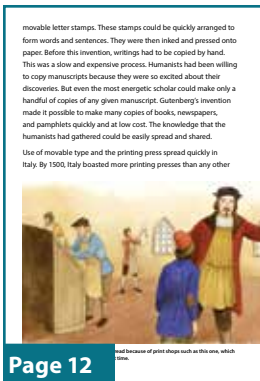 movable letter stamps. These stamps could be quickly arranged to
form words and sentences. They were then inked and pressed onto
paper. Before this invention, writings had to be copied by hand.
This was a slow and expensive process. Humanists had been willing
to copy manuscripts because they were so excited about their
discoveries. But even the most energetic scholar could make only a
handful of copies of any given manuscript. Gutenberg's invention
made it possible to make many copies of books, newspapers,
and pamphlets quickly and at low cost. The knowledge that the
humanists had gathered could be easily spread and shared.
Use of movable type and the printing press spread quickly in
Italy. By 1500, Italy boasted more printing presses than any other
because of print shops such as this one, which
time.
Page 12